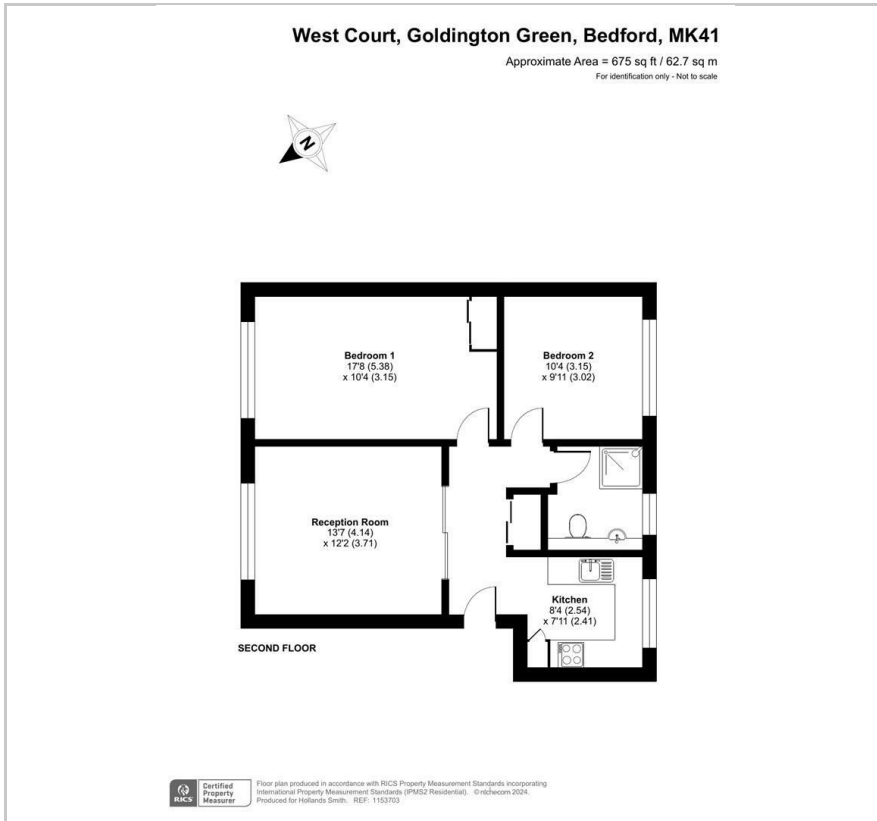 West Court, Goldington Green, Bedford, MK41
Approximate Area = 675 sq ft / 62.7 sq m
For identification only - Not to scale
N
Bedroom 1
17'8 (5.38)
x 10'4 (3.15)
Bedroom 2
10'4 (3.15)
x 9'11 (3.02)
Reception Room
13'7 (4.14)
x 12'2 (3.71)
Kitchen
8'4 (2.54)
x 7'11 (2.41)
SECOND FLOOR
RICS
Certified
Property
Measurer
Floor plan produced in accordance with RICS Property Measurement Standards incorporating
International Property Measurement Standards (IPMS2 Residential). ©nichecom 2024.
Produced for Hollands Smith. REF: 1153703